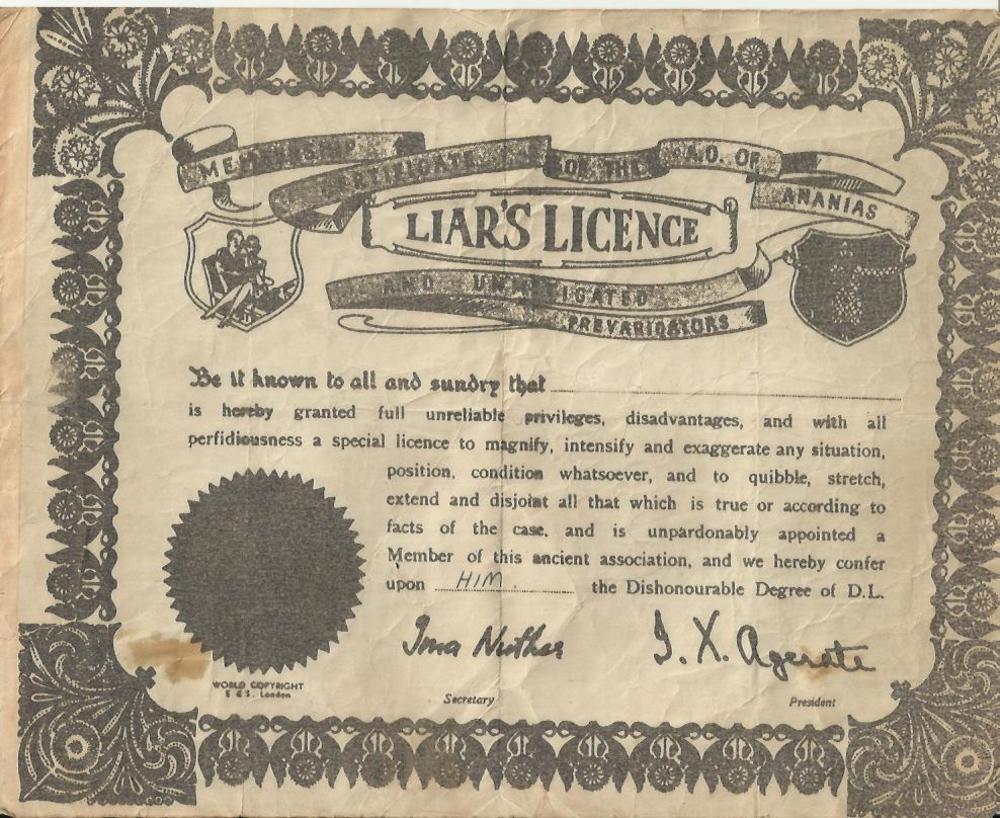 MEMBERSHIP
CERTIFICATE OF THE A.O. OF
ANANIAS
LIAR'S LICENCE
AND UNMITIGATED
PREVARICATORS
Be it known to all and sundry that
is hereby granted full unreliable privileges, disadvantages, and with all
perfidiousness a special licence to magnify, intensify and exaggerate any situation,
position, condition whatsoever, and to quibble, stretch,
extend and disjoint all that which is true or according to
facts of the case, and is unpardonably appointed a
Member of this ancient association, and we hereby confer
upon HIM. the Dishonourable Degree of D.L.
Ima Nuther I. X. Agerate
WORLD COPYRIGHT
E & S. London
Secretary President